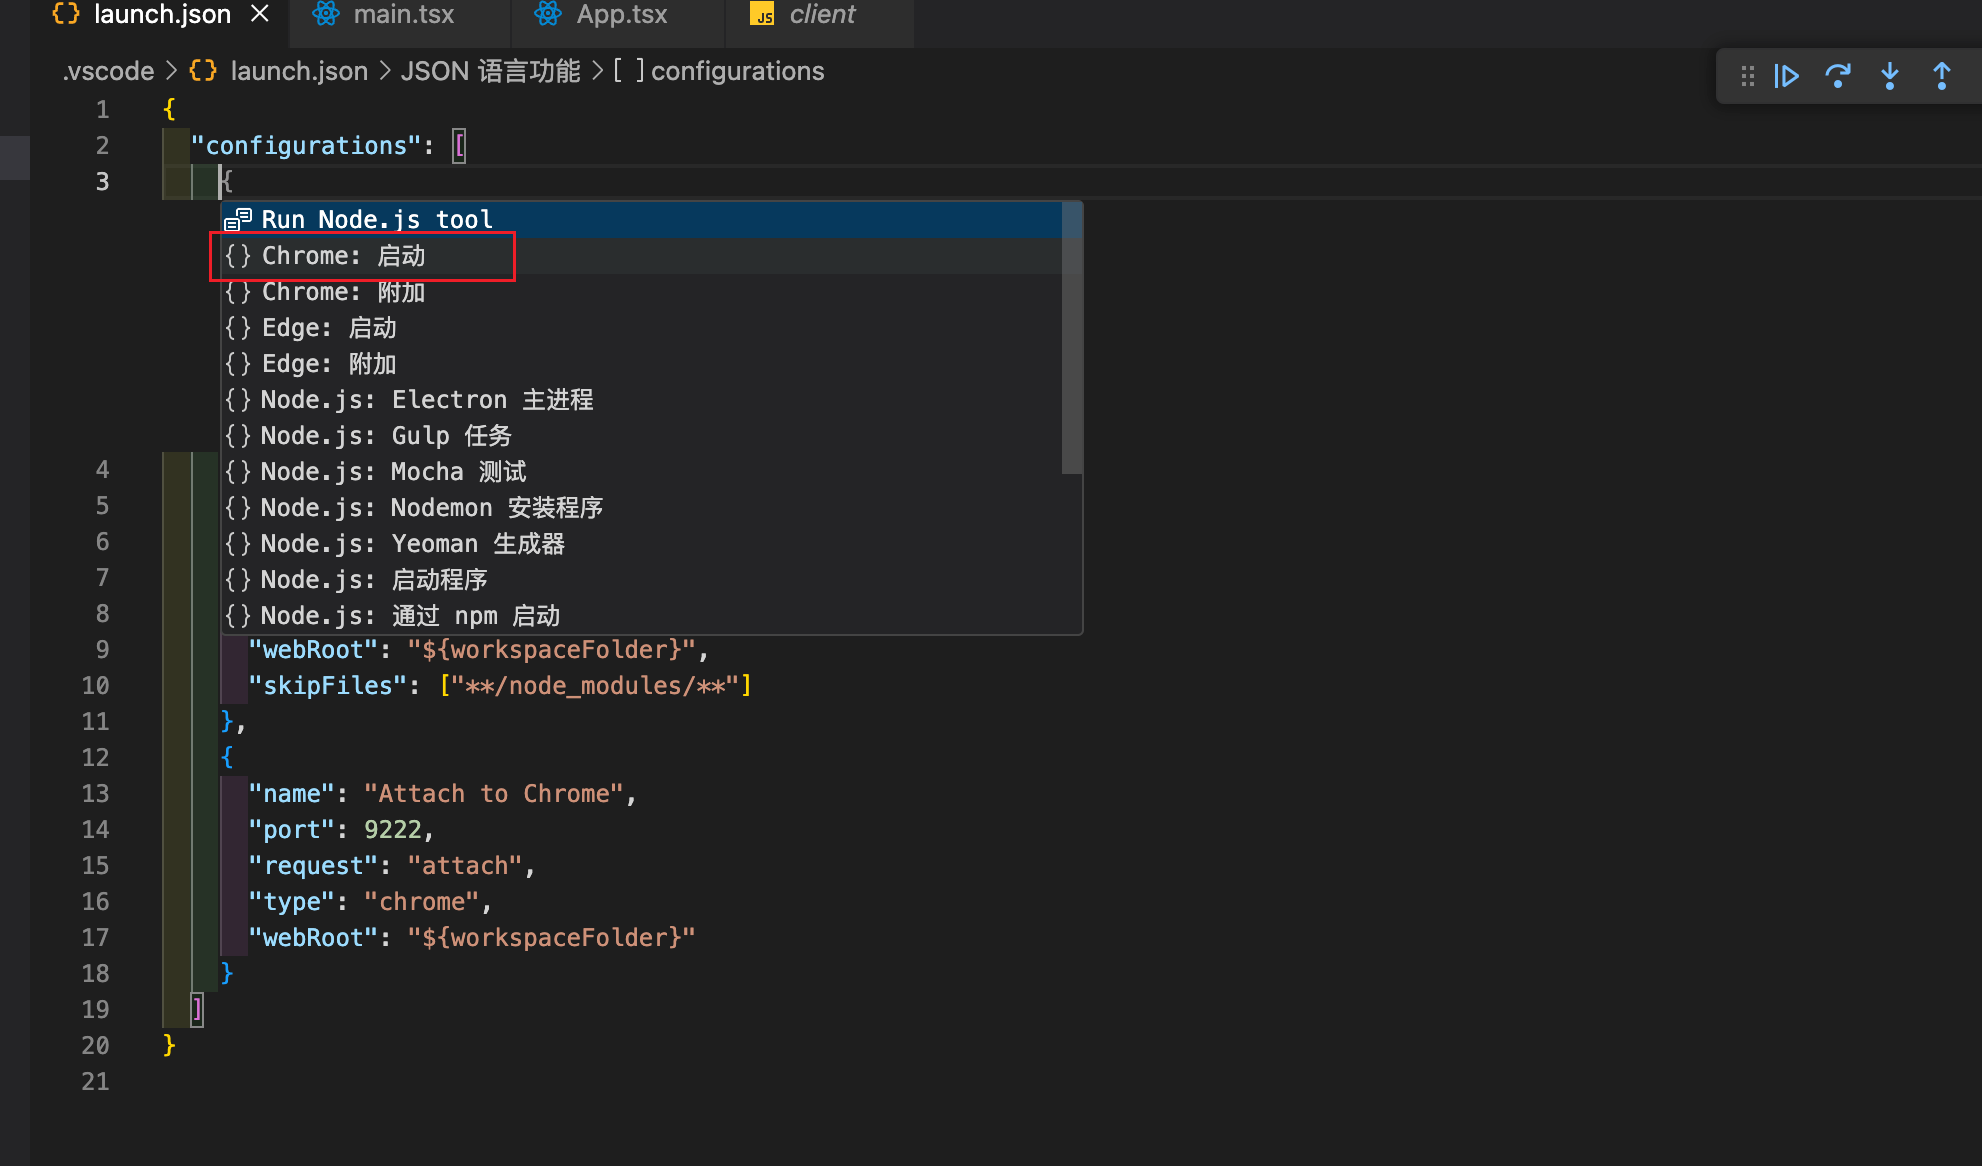 launch.json main.tsx App.tsx JS client
.vscode > {} launch.json > JSON 语言功能 > [ ] configurations
1 {
2 "configurations": [
3 {
Run Node.js tool
{} Chrome: 启动
{} Chrome: 附加
{} Edge: 启动
{} Edge: 附加
{} Node.js: Electron 主进程
{} Node.js: Gulp 任务
4 {} Node.js: Mocha 测试
5 {} Node.js: Nodemon 安装程序
6 {} Node.js: Yeoman 生成器
7 {} Node.js: 启动程序
8 {} Node.js: 通过 npm 启动
9 "webRoot": "${workspaceFolder}",
10 "skipFiles": ["**/node_modules/**"]
11 },
12 {
13 "name": "Attach to Chrome",
14 "port": 9222,
15 "request": "attach",
16 "type": "chrome",
17 "webRoot": "${workspaceFolder}"
18 }
19 ]
20 }
21